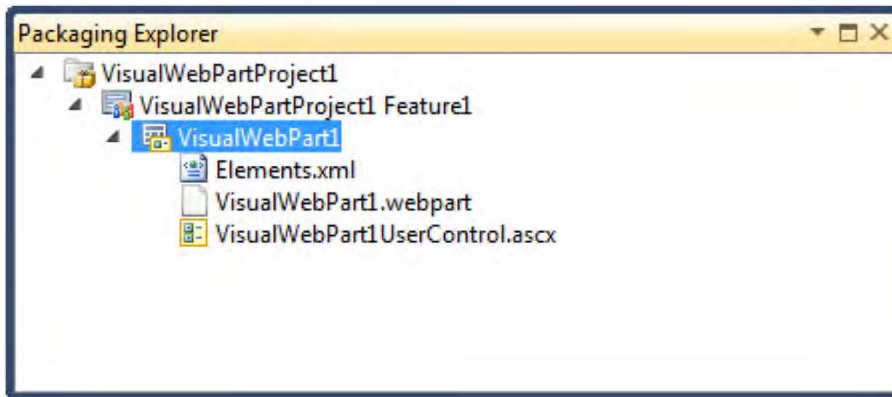 Packaging Explorer
VisualWebPartProject1
VisualWebPartProject1 Feature1
VisualWebPart1
Elements.xml
VisualWebPart1.webpart
VisualWebPart1UserControl.ascx